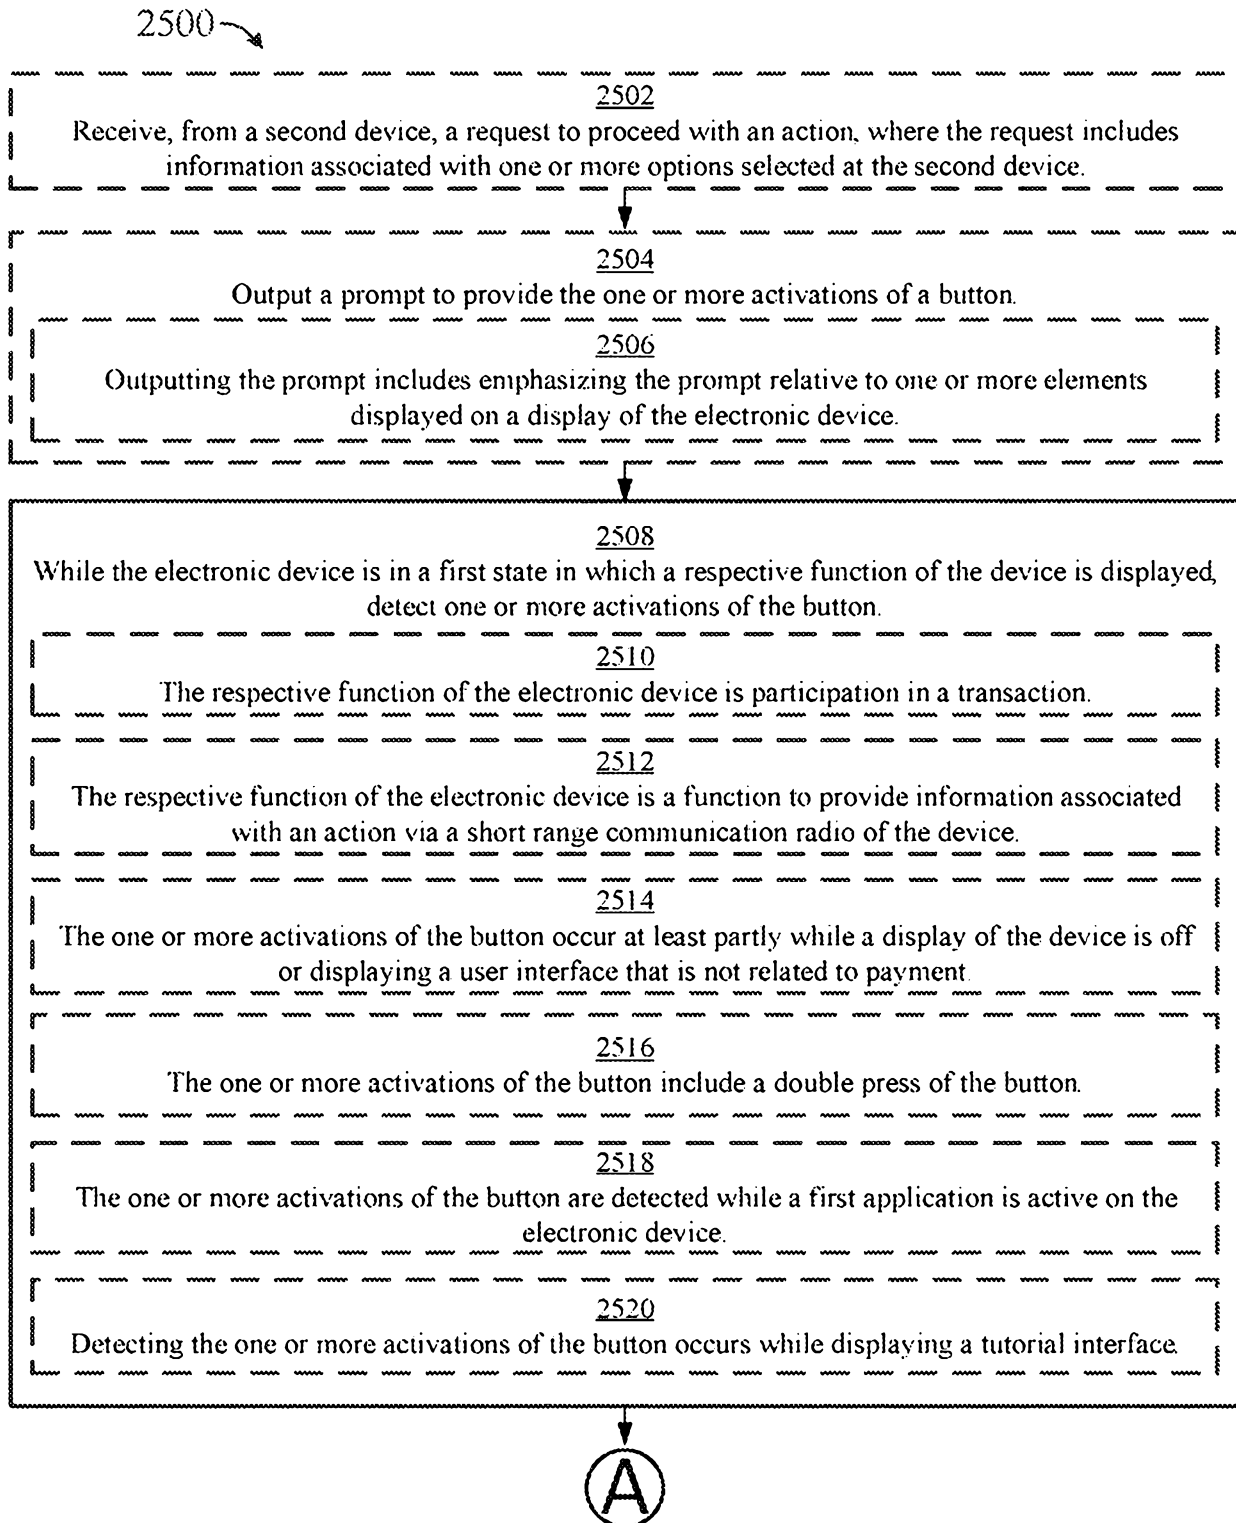 2500
2502
Receive, from a second device, a request to proceed with an action, where the request includes
information associated with one or more options selected at the second device.
2504
Output a prompt to provide the one or more activations of a button.
2506
Outputting the prompt includes emphasizing the prompt relative to one or more elements
displayed on a display of the electronic device.
2508
While the electronic device is in a first state in which a respective function of the device is displayed,
detect one or more activations of the button.
2510
The respective function of the electronic device is participation in a transaction.
2512
The respective function of the electronic device is a function to provide information associated
with an action via a short range communication radio of the device.
2514
The one or more activations of the button occur at least partly while a display of the device is off
or displaying a user interface that is not related to payment.
2516
The one or more activations of the button include a double press of the button.
2518
The one or more activations of the button are detected while a first application is active on the
electronic device.
2520
Detecting the one or more activations of the button occurs while displaying a tutorial interface.
A